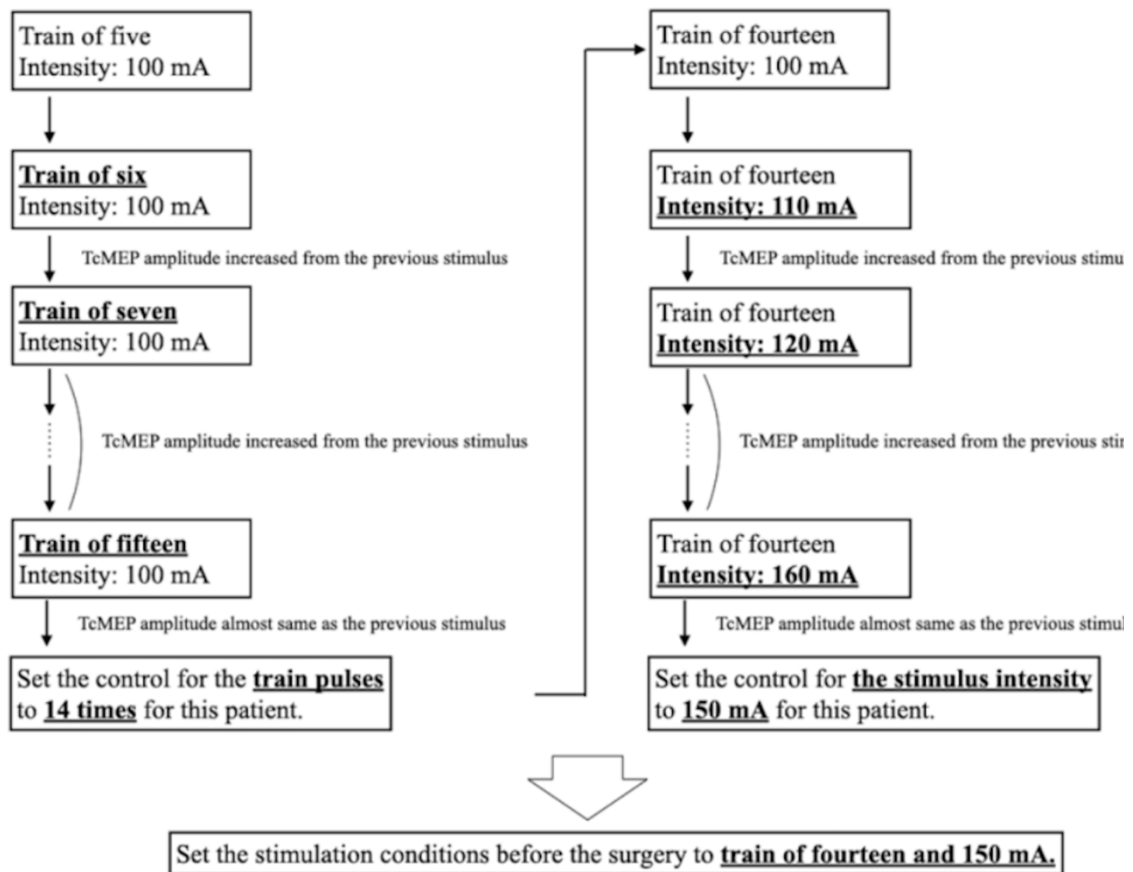 Train of five
Intensity: 100 mA
Train of six
Intensity: 100 mA
TcMEP amplitude increased from the previous stimulus
Train of seven
Intensity: 100 mA
TcMEP amplitude increased from the previous stimulus
Train of fifteen
Intensity: 100 mA
TcMEP amplitude almost same as the previous stimulus
Set the control for the train pulses
to 14 times for this patient.
Train of fourteen
Intensity: 100 mA
Train of fourteen
Intensity: 110 mA
TcMEP amplitude increased from the previous
Train of fourteen
Intensity: 120 mA
TcMEP amplitude increased from the previous
Train of fourteen
Intensity: 160 mA
TcMEP amplitude almost same as the previous
Set the control for the stimulus intensity
to 150 mA for this patient.
Set the stimulation conditions before the surgery to train of fourteen and 150 mA.